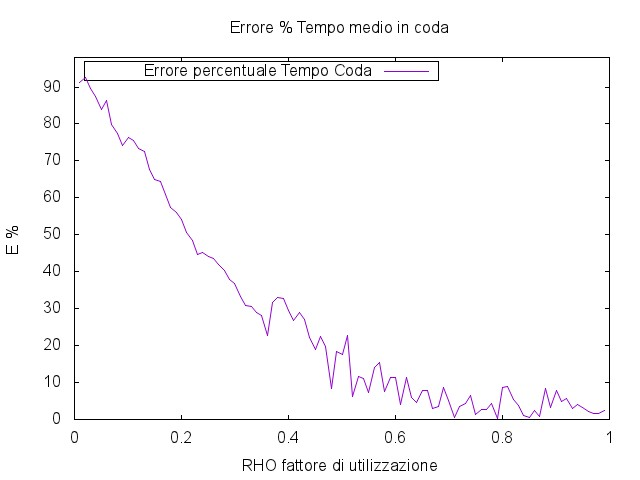 Errore % Tempo medio in coda
Errore percentuale Tempo Coda
90
80
70
60
50
40
30
20
10
0
E %
0 0.2 0.4 0.6 0.8 1
RHO fattore di utilizzazione